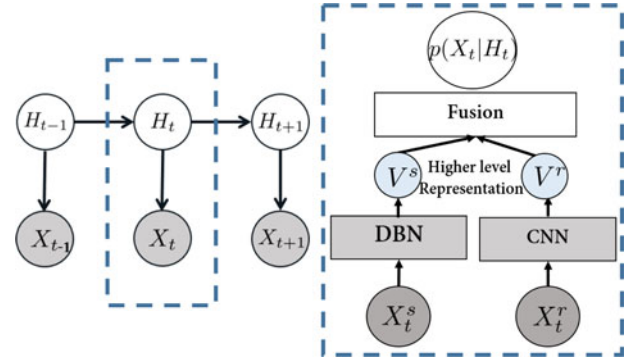 H_{t-1}
H_t
H_{t+1}
X_{t-1}
X_t
X_{t+1}
p(X_t|H_t)
Fusion
V^s
Higher level
Representation
V^r
DBN
CNN
X_t^s
X_t^r